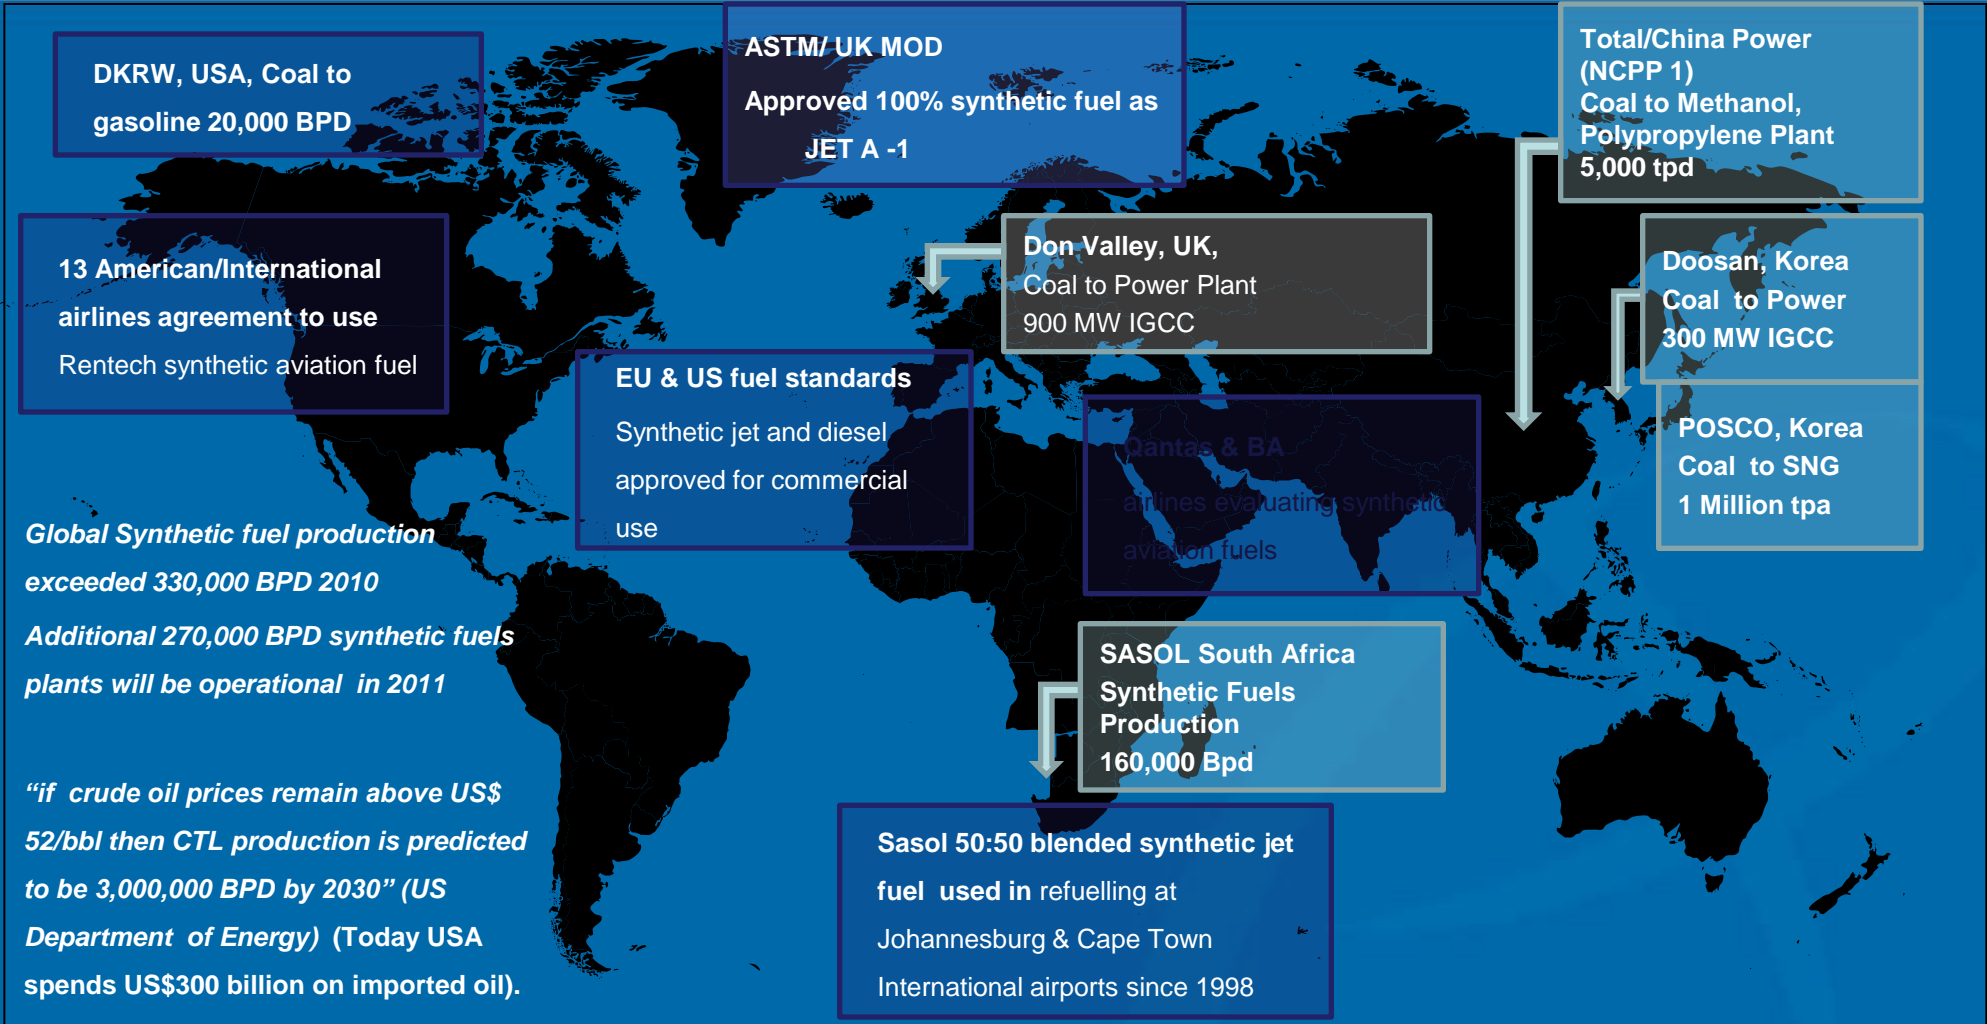 DKRW, USA, Coal to
gasoline 20,000 BPD
ASTM/ UK MOD
Approved 100% synthetic fuel as
JET A -1
Total/China Power
(NCPP 1)
Coal to Methanol,
Polypropylene Plant
5,000 tpd
13 American/International
airlines agreement to use
Rentech synthetic aviation fuel
Don Valley, UK,
Coal to Power Plant
900 MW IGCC
Doosan, Korea
Coal to Power
300 MW IGCC
EU & US fuel standards
Synthetic jet and diesel
approved for commercial
use
Qantas & BA
airlines evaluating synthetic
aviation fuels
POSCO, Korea
Coal to SNG
1 Million tpa
Global Synthetic fuel production
exceeded 330,000 BPD 2010
Additional 270,000 BPD synthetic fuels
plants will be operational in 2011
SASOL South Africa
Synthetic Fuels
Production
160,000 Bpd
“if crude oil prices remain above US$
52/bbl then CTL production is predicted
to be 3,000,000 BPD by 2030” (US
Department of Energy) (Today USA
spends US$300 billion on imported oil).
Sasol 50:50 blended synthetic jet
fuel used in refuelling at
Johannesburg & Cape Town
International airports since 1998